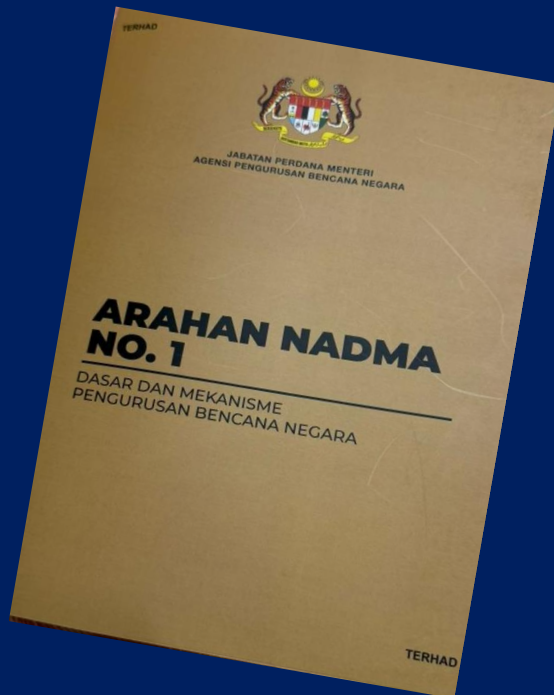 TERHAD
JABATAN PERDANA MENTERI
AGENSI PENGURUSAN BENCANA NEGARA
ARAHAN NADMA
NO. 1
DASAR DAN MEKANISME
PENGURUSAN BENCANA NEGARA
TERHAD